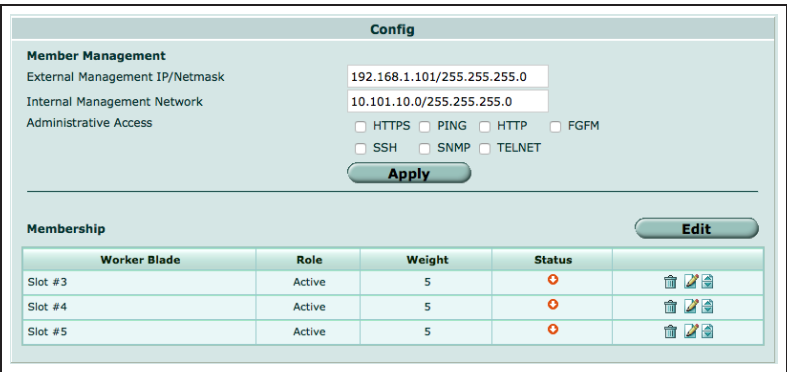 Config
Member Management
External Management IP/Netmask 192.168.1.101/255.255.255.0
Internal Management Network 10.101.10.0/255.255.255.0
Administrative Access HTTPS PING HTTP FGFM
SSH SNMP TELNET
Apply
Membership Edit
Worker Blade Role Weight Status
Slot #3 Active 5
Slot #4 Active 5
Slot #5 Active 5